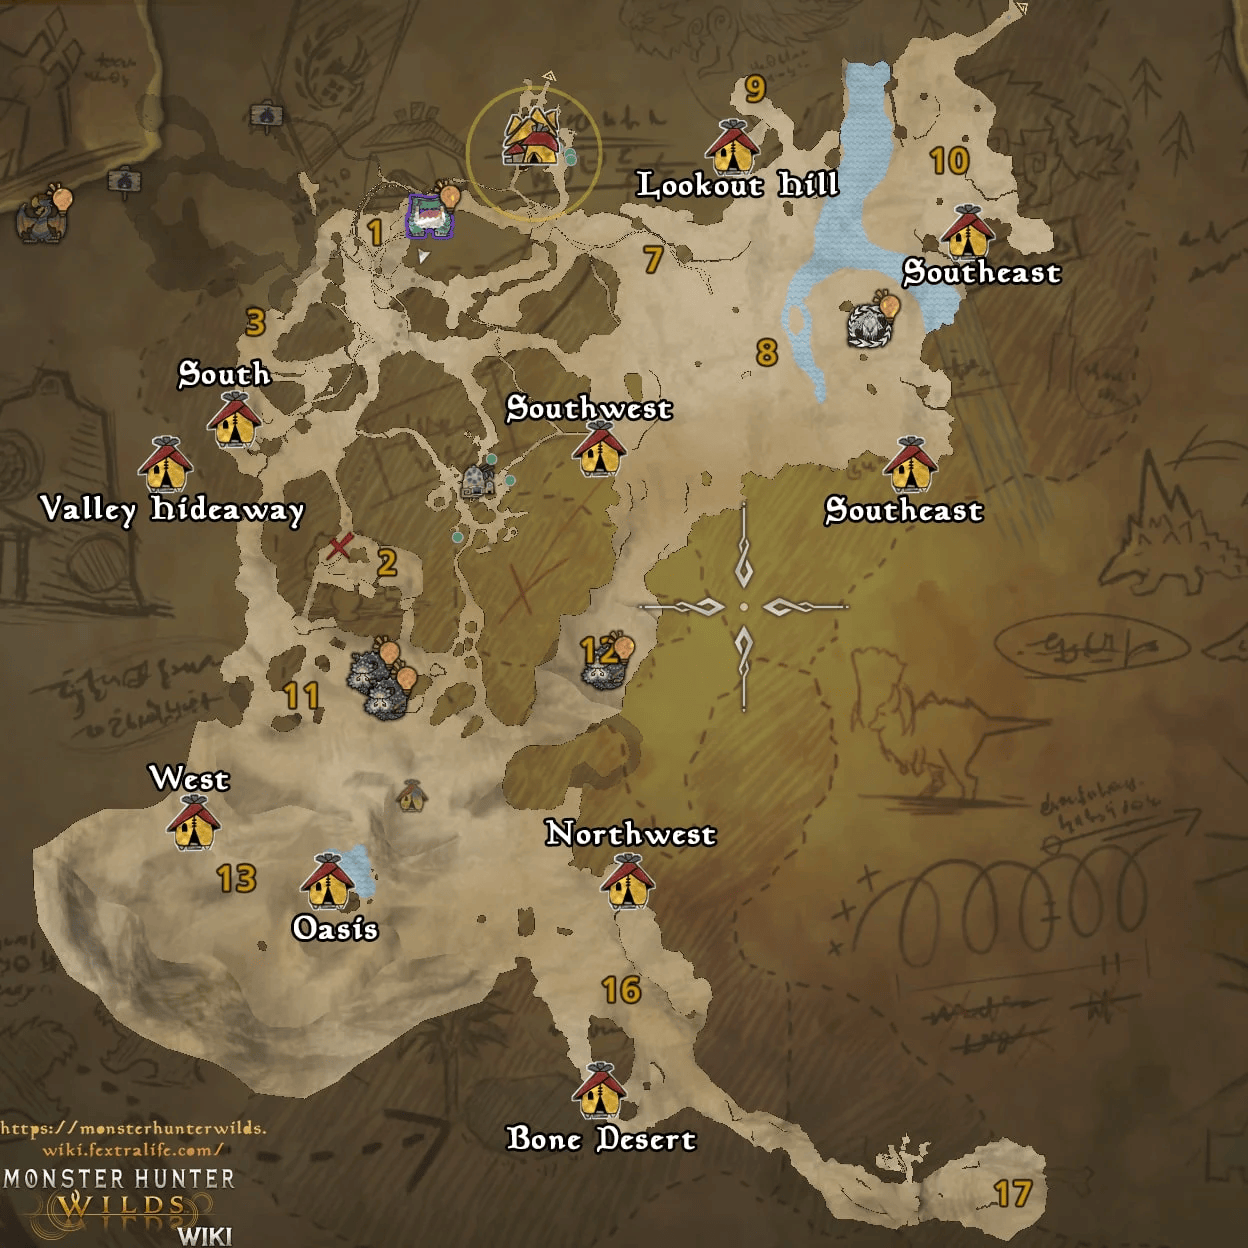 9
Lookout hill
10
1
7
Southeast
3
8
South
Southwest
Valley hideaway
Southeast
2
12
11
West
Northwest
13
Oasis
16
Bone Desert
17
https://monsterhunterwilds.
wiki.fextralife.com/
MONSTER HUNTER
WILDS
WIKI